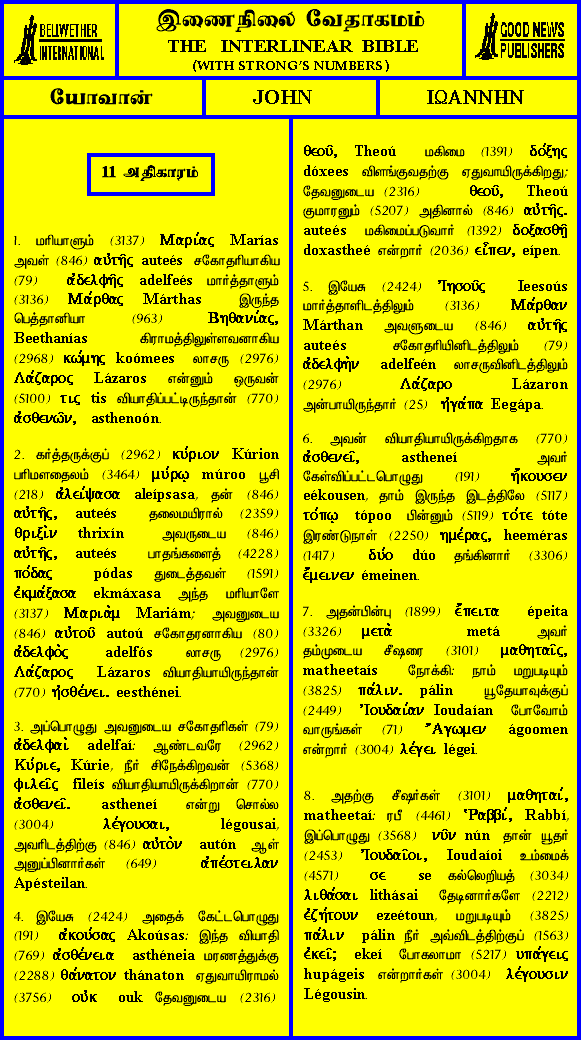 BELLWETHER
INTERNATIONAL
இணைநிலை வேதாகமம்
THE INTERLINEAR BIBLE
(WITH STRONG'S NUMBERS)
GOOD NEWS
PUBLISHERS
யோவான்
JOHN
ΙΩΑΝΝΗΝ
11 அதிகாரம்
1. மரியாளும் (3137) Μαρίας Marías
அவள் (846) αὐτῆς auteés சகோதரியாகிய
(79) ἀδελφῆς adelfeés மார்த்தாளும்
(3136) Μάρθας Márthas இருந்த
பெத்தானியா (963) Βηθανίας,
Beethanías கிராமத்திலுள்ளவனாகிய
(2968) κώμης koómees லாசரு (2976)
Λάζαρος Lázaros என்னும் ஒருவன்
(5100) τις tis வியாதிப்பட்டிருந்தான் (770)
ἀσθενῶν, asthenoón.
2. கர்த்தருக்குப் (2962) κύριον Kúrion
பரிமளதைலம் (3464) μύρῳ múroo பூசி
(218) ἀλείψασα aleípsasa, தன் (846)
αὐτῆς, auteés தலைமயிரால் (2359)
θριξὶν thrixín அவருடைய (846)
αὐτῆς, auteés பாதங்களைத் (4228)
πόδας pódas துடைத்தவள் (1591)
ἐκμάξασα ekmáxasa அந்த மரியாளே
(3137) Μαριὰμ Mariám; அவனுடைய
(846) αὐτοῦ autoú சகோதரனாகிய (80)
ἀδελφὸς adelfós லாசரு (2976)
Λάζαρος Lázaros வியாதியாயிருந்தான்
(770) ἠσθένει. eesthénei.
3. அப்பொழுது அவனுடைய சகோதரிகள் (79)
ἀδελφαὶ adelfaí; ஆண்டவரே (2962)
Κύριε, Kúrie, நீர் சிநேக்கிறவன் (5368)
φιλεῖς fileís வியாதியாயிருக்கிறான் (770)
ἀσθενεῖ. astheneí என்று சொல்ல
(3004) λέγουσαι, légousai,
அவரிடத்திற்கு (846) αὐτὸν autón ஆள்
அனுப்பினார்கள் (649) ἀπέστειλαν
Apésteilan.
4. இயேசு (2424) அதைக் கேட்டபொழுது
(191) ἀκούσας Akoúsas: இந்த வியாதி
(769) ἀσθένεια asthéneia மரணத்துக்கு
(2288) θάνατον thánaton ஏதுவாயிராமல்
(3756) οὐκ ouk தேவனுடைய (2316)
θεοῦ, Theoú மகிமை (1391) δόξης
dóxees விளங்குவதற்கு ஏதுவாயிருக்கிறது;
தேவனுடைய (2316) θεοῦ, Theoú
குமாரனும் (5207) அதினால் (846) αὐτῆς.
auteés மகிமைப்படுவார் (1392) δοξασθῇ
doxastheé என்றார் (2036) εἶπεν, eípen.
5. இயேசு (2424) Ἰησοῦς Ieesoús
மார்த்தாளிடத்திலும் (3136) Μάρθαν
Márthan அவளுடைய (846) αὐτῆς
auteés சகோதரியினிடத்திலும் (79)
ἀδελφὴν adelfeén லாசருவினிடத்திலும்
(2976) Λάζαρο Lázaron
அன்பாயிருந்தார் (25) ἠγάπα Eegápa.
6. அவன் வியாதியாயிருக்கிறதாக (770)
ἀσθενεῖ, astheneí அவர்
கேள்விப்பட்டபொழுது (191) ἤκουσεν
eékousen, தாம் இருந்த இடத்திலே (5117)
τόπῳ tópoo பின்னும் (5119) τότε tóte
இரண்டுநாள் (2250) ημέρας, heeméras
(1417) δύο dúo தங்கினார் (3306)
ἔμεινεν émeinen.
7. அதன்பின்பு (1899) ἔπειτα épeita
(3326) μετὰ metá அவர்
தம்முடைய சீஷரை (3101) μαθηταῖς,
matheetaís நோக்கி: நாம் மறுபடியும்
(3825) πάλιν. pálin யூதேயாவுக்குப்
(2449) Ἰουδαίαν Ioudaían போவோம்
வாருங்கள் (71) Ἄγωμεν ágoomen
என்றார் (3004) λέγει légei.
8. அதற்கு சீஷர்கள் (3101) μαθηταί,
matheetaí: ரபீ (4461) Ῥαββί, Rabbí,
இப்பொழுது (3568) νῦν nún தான் யூதர்
(2453) Ἰουδαῖοι, Ioudaíoi உம்மைக்
(4571) σε se கல்லெறியத் (3034)
λιθάσαι lithásai தேடினார்களே (2212)
ἐζήτουν ezeétoun, மறுபடியும் (3825)
πάλιν pálin நீர் அவ்விடத்திற்குப் (1563)
ἐκεῖ; ekeí போகலாமா (5217) υπάγεις
hupágeis என்றார்கள் (3004) λέγουσιν
Légousin.